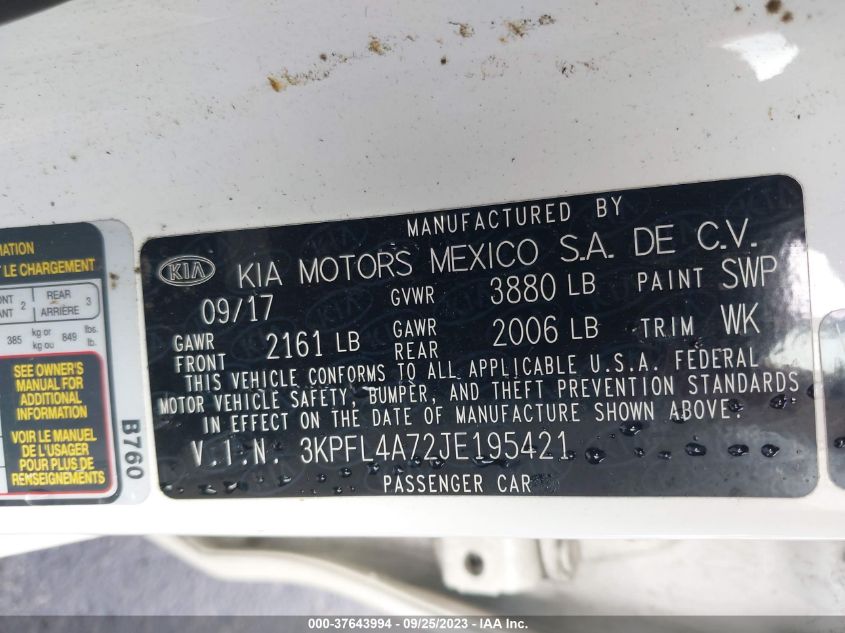 MANUFACTURED BY
KIA KIA MOTORS MEXICO S.A. DE C.V.
09/17 GVWR 3880 LB PAINT SWP
GAWR FRONT 2161 LB GAWR REAR 2006 LB TRIM WK
THIS VEHICLE CONFORMS TO ALL APPLICABLE U.S.A. FEDERAL
MOTOR VEHICLE SAFETY, BUMPER, AND THEFT PREVENTION STANDARDS
IN EFFECT ON THE DATE OF MANUFACTURE SHOWN ABOVE.
V.I.N. 3KPFL4A72JE195421
PASSENGER CAR
LE CHARGEMENT
2 REAR ARRIÈRE 3
385 kg or kg ou 849 lbs. lb.
SEE OWNER'S
MANUAL FOR
ADDITIONAL
INFORMATION
VOIR LE MANUEL
DE L'USAGER
POUR PLUS DE
RENSEIGNEMENTS
B760
000-37643994 - 09/25/2023 - IAA Inc.